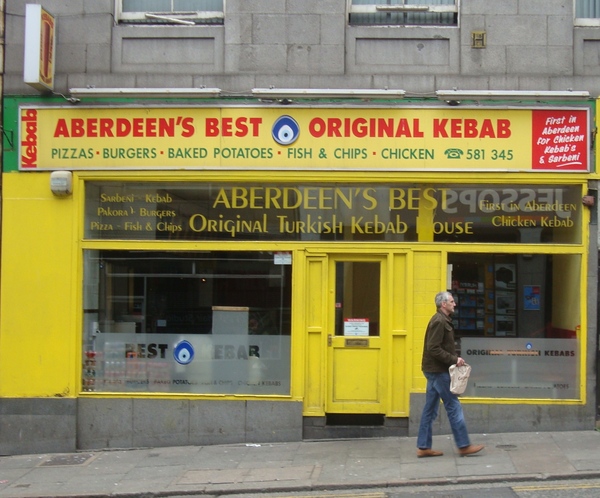 Kebab
ABERDEEN'S BEST ORIGINAL KEBAB
PIZZAS • BURGERS • BAKED POTATOES • FISH & CHIPS • CHICKEN ☎ 581 345
FIRST in
ABERDEEN
for CHICKEN
KEBAB'S
& SARBENI
ABERDEEN'S BEST
Original Turkish Kebab House
Sarbeni Kebab
Pakora Burgers
Pizza Fish & Chips
First in Aberdeen
Chicken Kebab
BEST KEBAB
ORIGINAL KEBABS